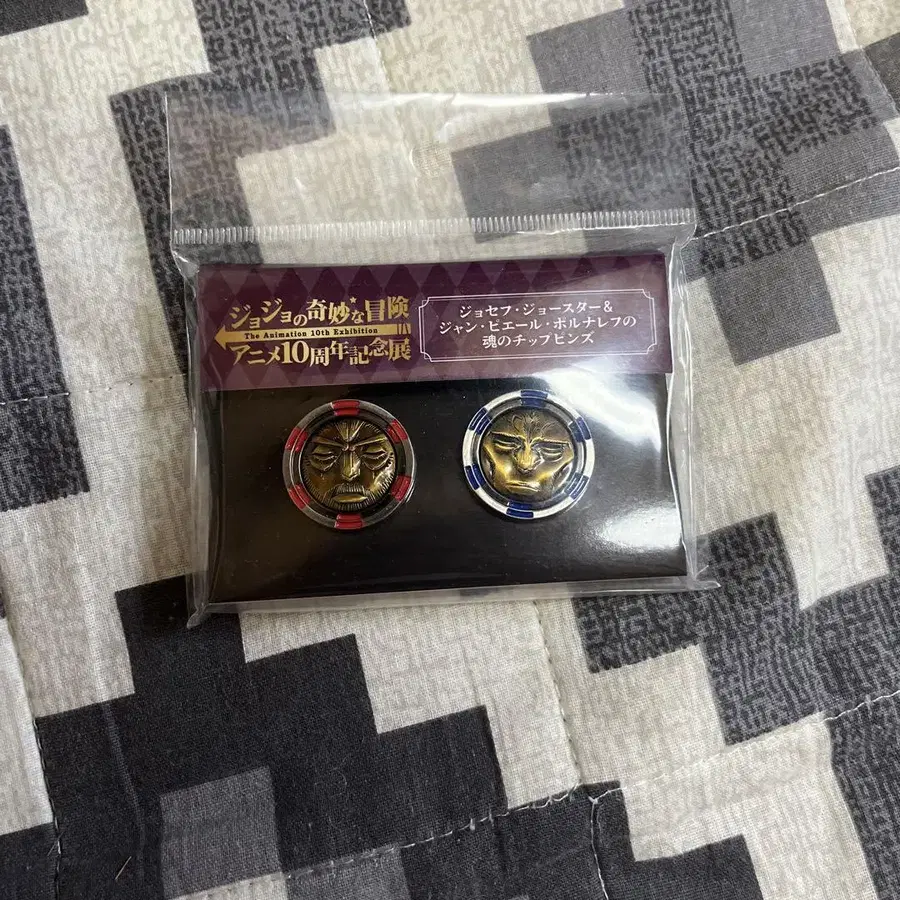 ジョジョの奇妙な冒険
The Animation 10th Exhibition
アニメ10周年記念展
ジョセフ・ジョースター&
ジャン・ピエール・ポルナレフの
魂のチップピンズ